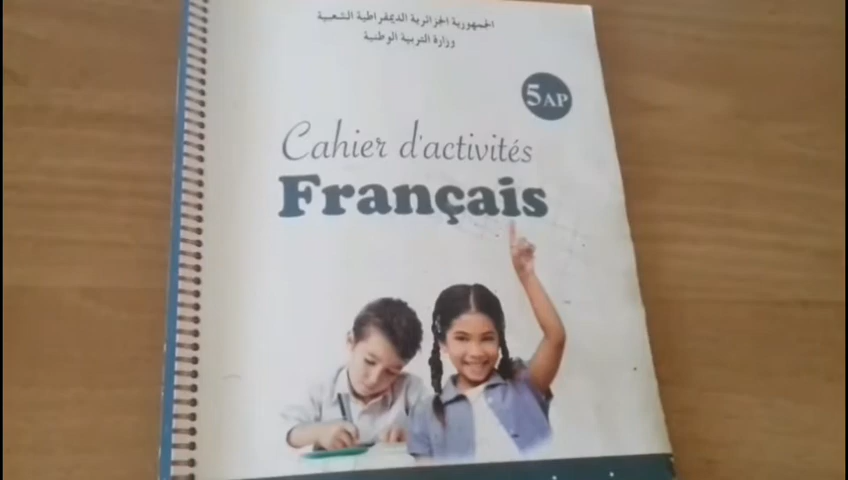 الجمهورية الجزائرية الديمقراطية الشعبية
وزارة التربية الوطنية
5AP
Cahier d'activités
Français